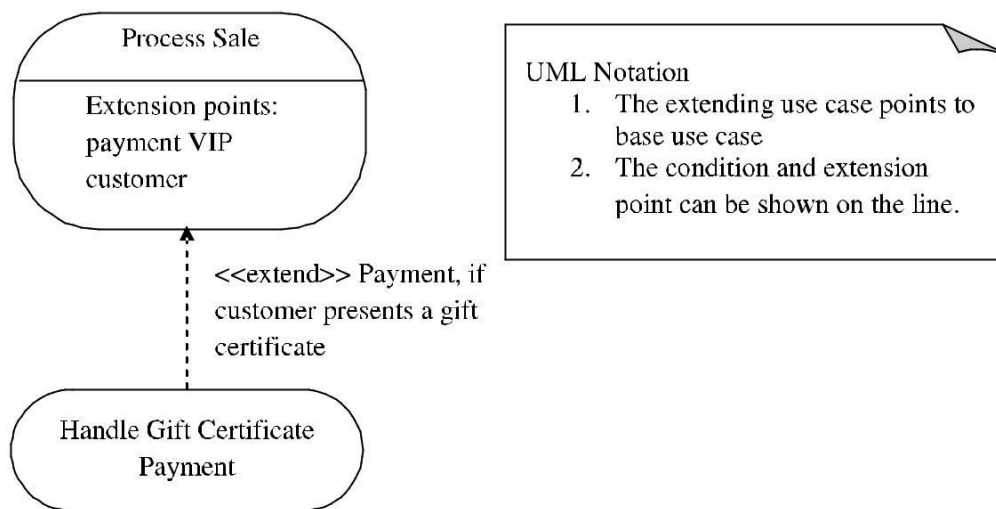 Process Sale
Extension points:
payment VIP
customer
<<extend>> Payment, if
customer presents a gift
certificate
Handle Gift Certificate
Payment
UML Notation
1. The extending use case points to
base use case
2. The condition and extension
point can be shown on the line.